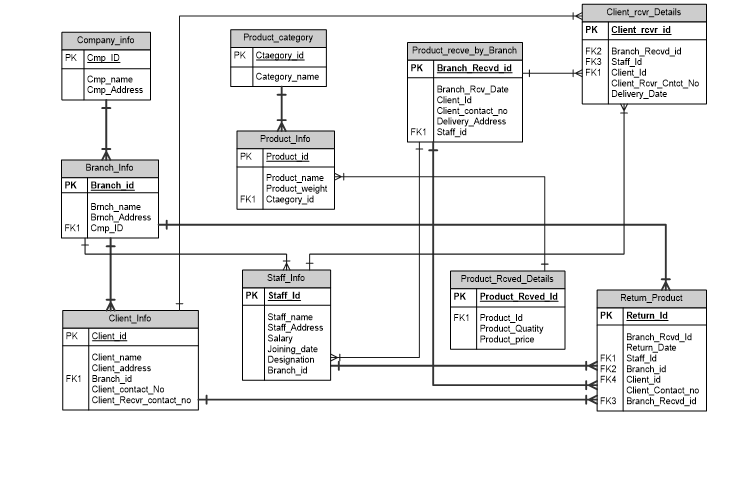 Company_info
PK Cmp_ID
Cmp_name
Cmp_Address
Product_category
PK Ctaegory_id
Category_name
Product_recve_by_Branch
PK Branch_Recvd_id
Branch_Rcv_Date
Client_Id
Client_contact_no
Delivery_Address
FK1 Staff_id
Client_rcvr_Details
PK Client_rcvr_id
FK2 Branch_Recvd_id
FK3 Staff_Id
FK1 Client_Id
Client_Rcvr_Cntct_No
Delivery_Date
Branch_Info
PK Branch_id
Brnch_name
Brnch_Address
FK1 Cmp_ID
Product_Info
PK Product_id
Product_name
Product_weight
FK1 Ctaegory_id
Client_Info
PK Client_id
Client_name
Client_address
FK1 Branch_id
Client_contact_No
Client_Recvr_contact_no
Staff_Info
PK Staff_Id
Staff_name
Staff_Address
Salary
Joining_date
Designation
Branch_id
Product_Rcved_Details
PK Product_Rcved_Id
FK1 Product_Id
Product_Quatity
Product_price
Return_Product
PK Return_Id
Branch_Rcvd_Id
Return_Date
FK1 Staff_Id
FK2 Branch_id
FK4 Client_id
Client_Contact_no
FK3 Branch_Recvd_id